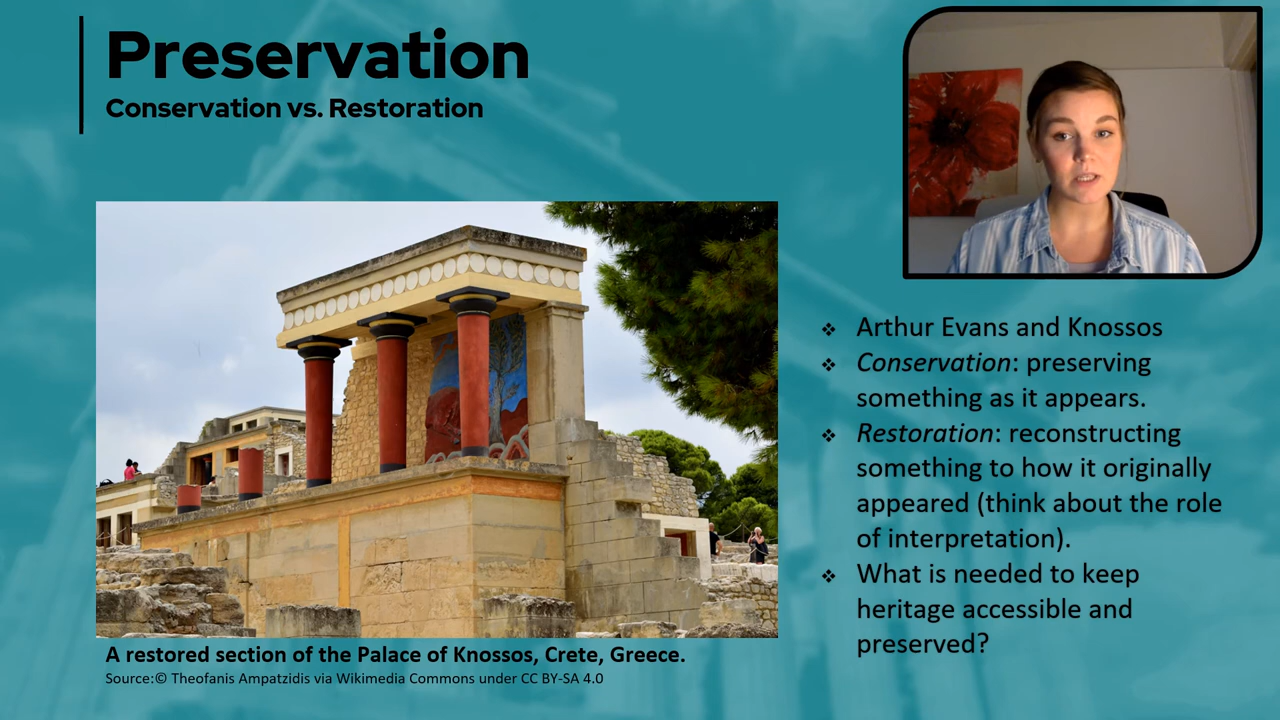 Preservation
Conservation vs. Restoration
A restored section of the Palace of Knossos, Crete, Greece.
Source:© Theofanis Ampatzidis via Wikimedia Commons under CC BY-SA 4.0
❖ Arthur Evans and Knossos
❖ Conservation: preserving
something as it appears.
❖ Restoration: reconstructing
something to how it originally
appeared (think about the role
of interpretation).
❖ What is needed to keep
heritage accessible and
preserved?